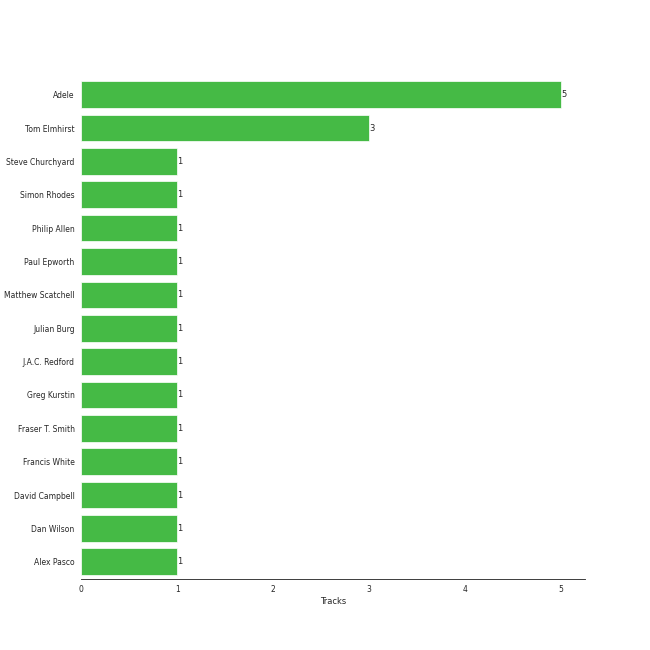 Adele 5
Tom Elmhirst 3
Steve Churchyard 1
Simon Rhodes 1
Philip Allen 1
Paul Epworth 1
Matthew Scatchell 1
Julian Burg 1
J.A.C. Redford 1
Greg Kurstin 1
Fraser T. Smith 1
Francis White 1
David Campbell 1
Dan Wilson 1
Alex Pasco 1
0 1 2 3 4 5
Tracks